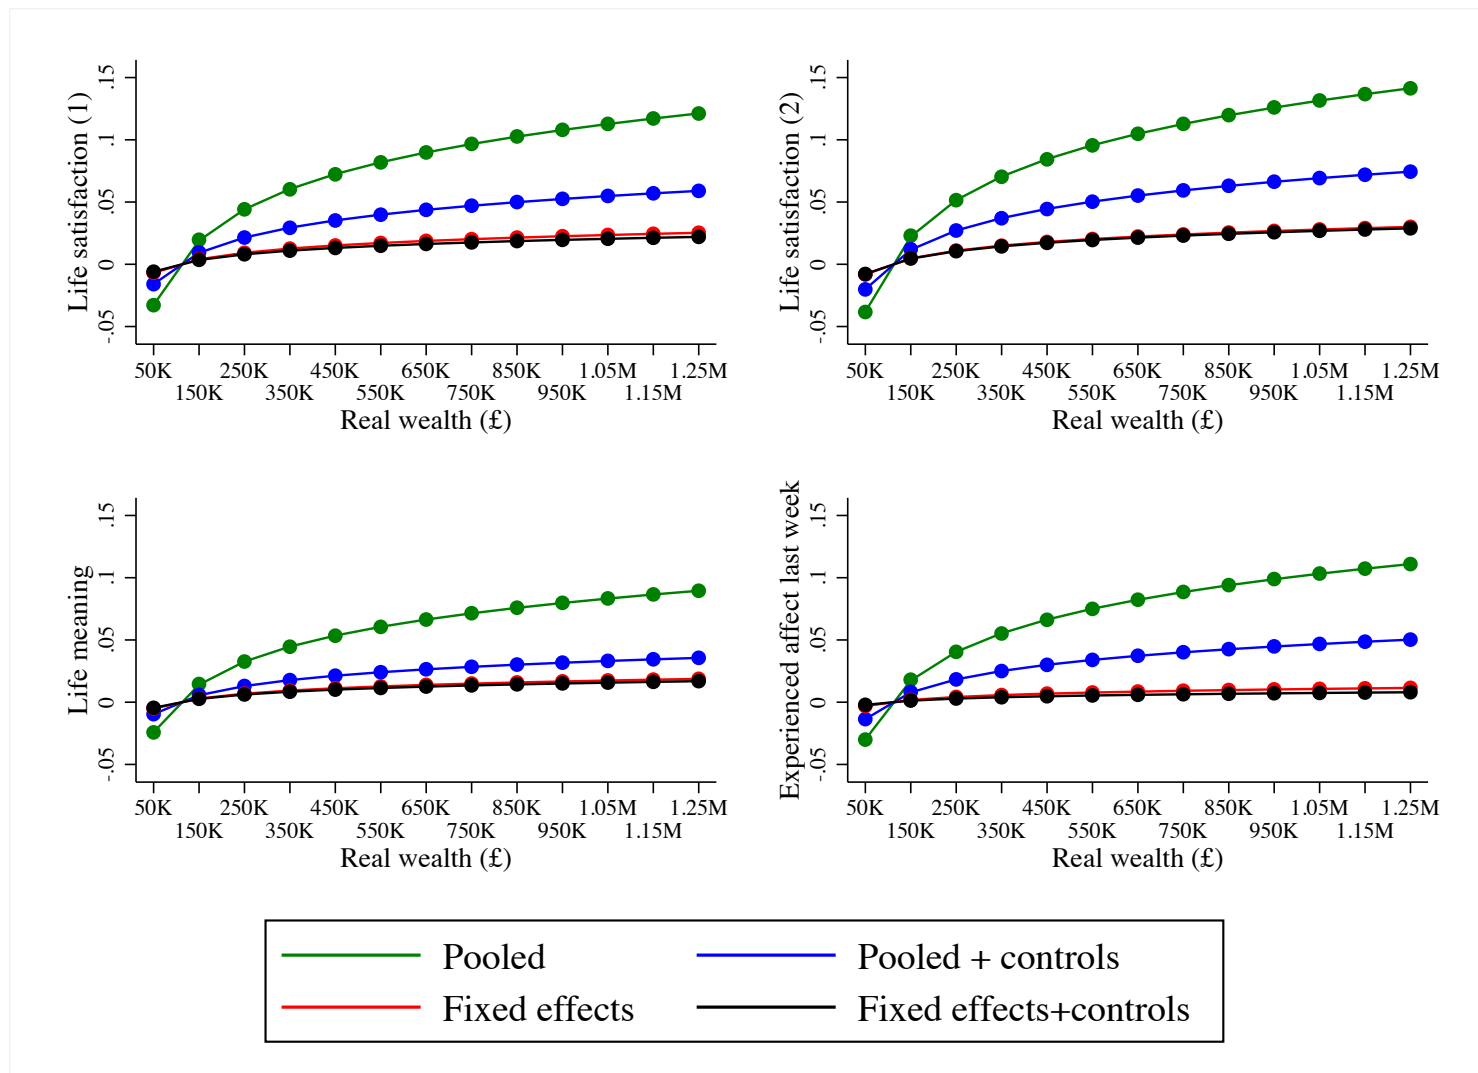 Life satisfaction (1)
.15
.1
.05
0
-.05
50K 150K 250K 350K 450K 550K 650K 750K 850K 950K 1.05M 1.15M 1.25M
Real wealth (£)
Life satisfaction (2)
.15
.1
.05
0
-.05
50K 150K 250K 350K 450K 550K 650K 750K 850K 950K 1.05M 1.15M 1.25M
Real wealth (£)
Life meaning
.15
.1
.05
0
-.05
50K 150K 250K 350K 450K 550K 650K 750K 850K 950K 1.05M 1.15M 1.25M
Real wealth (£)
Experienced affect last week
.15
.1
.05
0
-.05
50K 150K 250K 350K 450K 550K 650K 750K 850K 950K 1.05M 1.15M 1.25M
Real wealth (£)
Pooled
Pooled + controls
Fixed effects
Fixed effects+controls